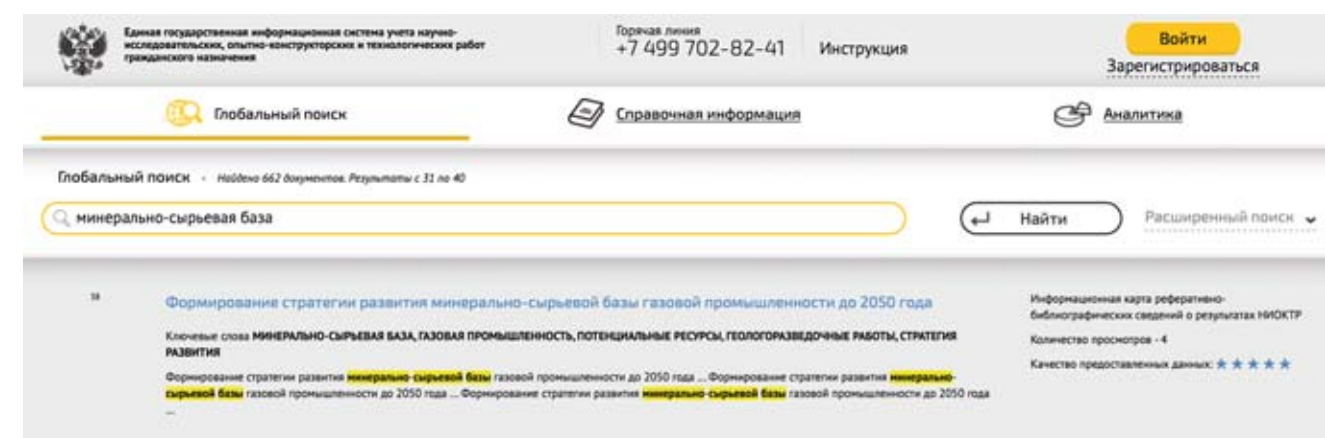 Единая государственная информационная система учета научно-
исследовательских, опытно-конструкторских и технологических работ
гражданского назначения
Горячая линия
+7 499 702-82-41
Инструкция
Войти
Зарегистрироваться
Глобальный поиск
Справочная информация
Аналитика
Глобальный поиск - Найдено 662 документов. Результаты с 31 по 40
минерально-сырьевая база
Найти
Расширенный поиск
Формирование стратегии развития минерально-сырьевой базы газовой промышленности до 2050 года
Ключевые слова МИНЕРАЛЬНО-СЫРЬЕВАЯ БАЗА, ГАЗОВАЯ ПРОМЫШЛЕННОСТЬ, ПОТЕНЦИАЛЬНЫЕ РЕСУРСЫ, ГЕОЛОГОРАЗВЕДОЧНЫЕ РАБОТЫ, СТРАТЕГИЯ
РАЗВИТИЯ
Формирование стратегии развития минерально-сырьевой базы газовой промышленности до 2050 года ... Формирование стратегии развития минерально-
сырьевой базы газовой промышленности до 2050 года ... Формирование стратегии развития минерально-сырьевой базы газовой промышленности до 2050 года
...
Информационная карта реферативно-
библиографических сведений о результатах НИОКТР
Количество просмотров - 4
Качество предоставленных данных: ★ ★ ★ ★ ★